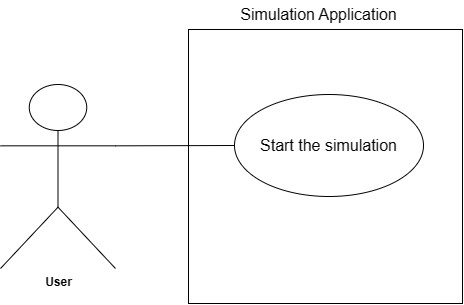 Simulation Application
Start the simulation
User